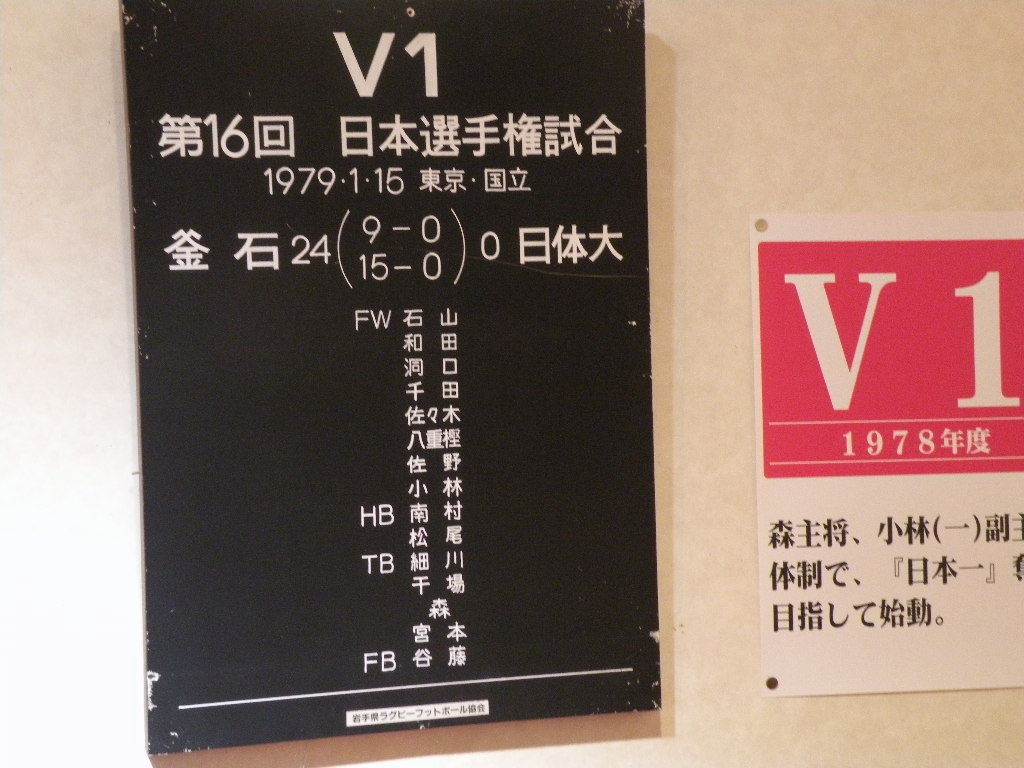 V1
第16回 日本選手権試合
1979・1・15 東京・国立
釜石 24 (9-0 15-0) 0 日体大
FW 石山
和田
洞口
千田
佐々木
八重樫
佐野
小林
HB 南村
松尾
TB 細川
干場
森
宮本
FB 谷藤
岩手県ラグビーフットボール協会
V1
1978年度
森主将、小林(一)副主
体制で、『日本一』奪
目指して始動。